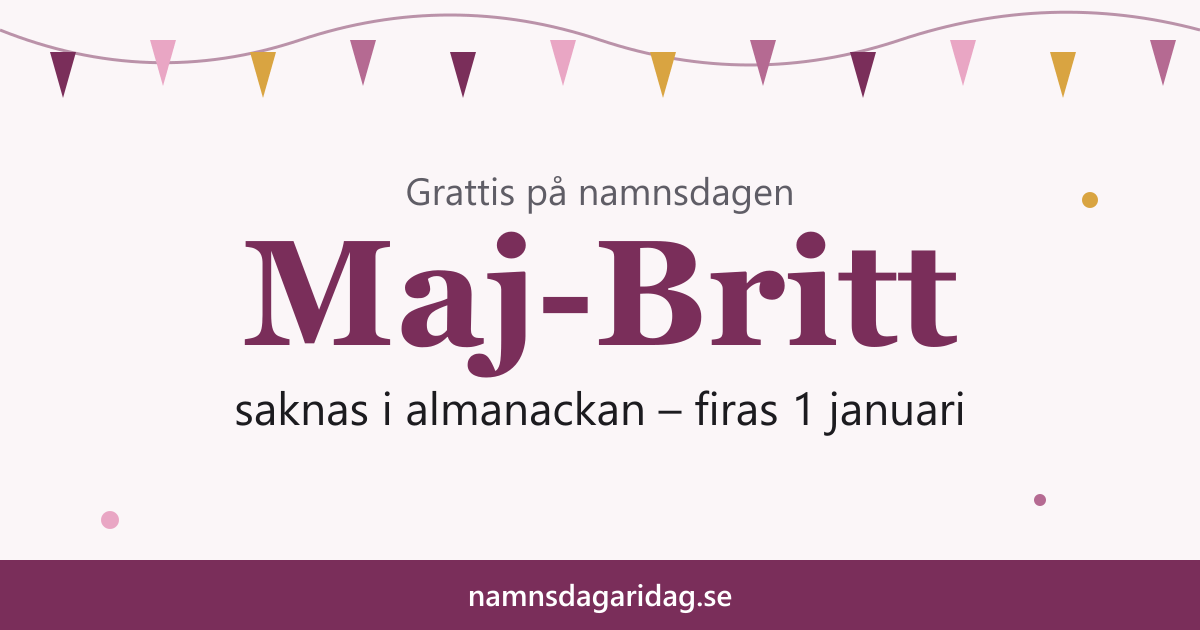 Grattis på namnsdagen
Maj-Britt
saknas i almanackan – firas 1 januari
namnsdagaridag.se